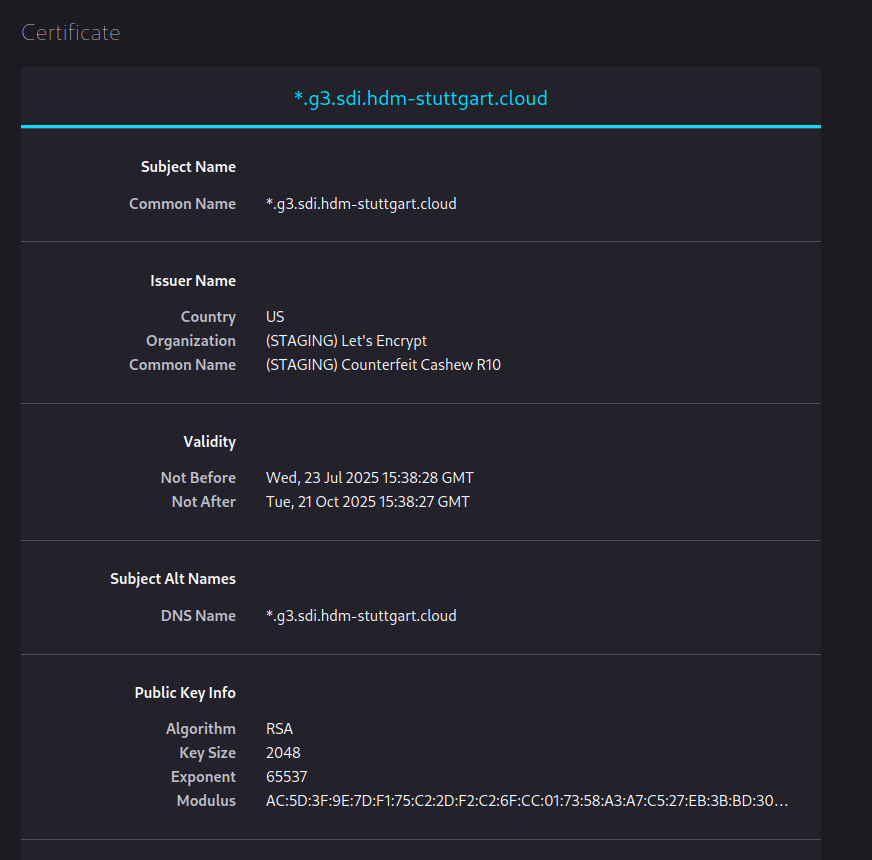 Certificate
*.g3.sdi.hdm-stuttgart.cloud
Subject Name
Common Name *.g3.sdi.hdm-stuttgart.cloud
Issuer Name
Country US
Organization (STAGING) Let's Encrypt
Common Name (STAGING) Counterfeit Cashew R10
Validity
Not Before Wed, 23 Jul 2025 15:38:28 GMT
Not After Tue, 21 Oct 2025 15:38:27 GMT
Subject Alt Names
DNS Name *.g3.sdi.hdm-stuttgart.cloud
Public Key Info
Algorithm RSA
Key Size 2048
Exponent 65537
Modulus AC:5D:3F:9E:7D:F1:75:C2:2D:F2:C2:6F:CC:01:73:58:A3:A7:C5:27:EB:3B:BD:30…